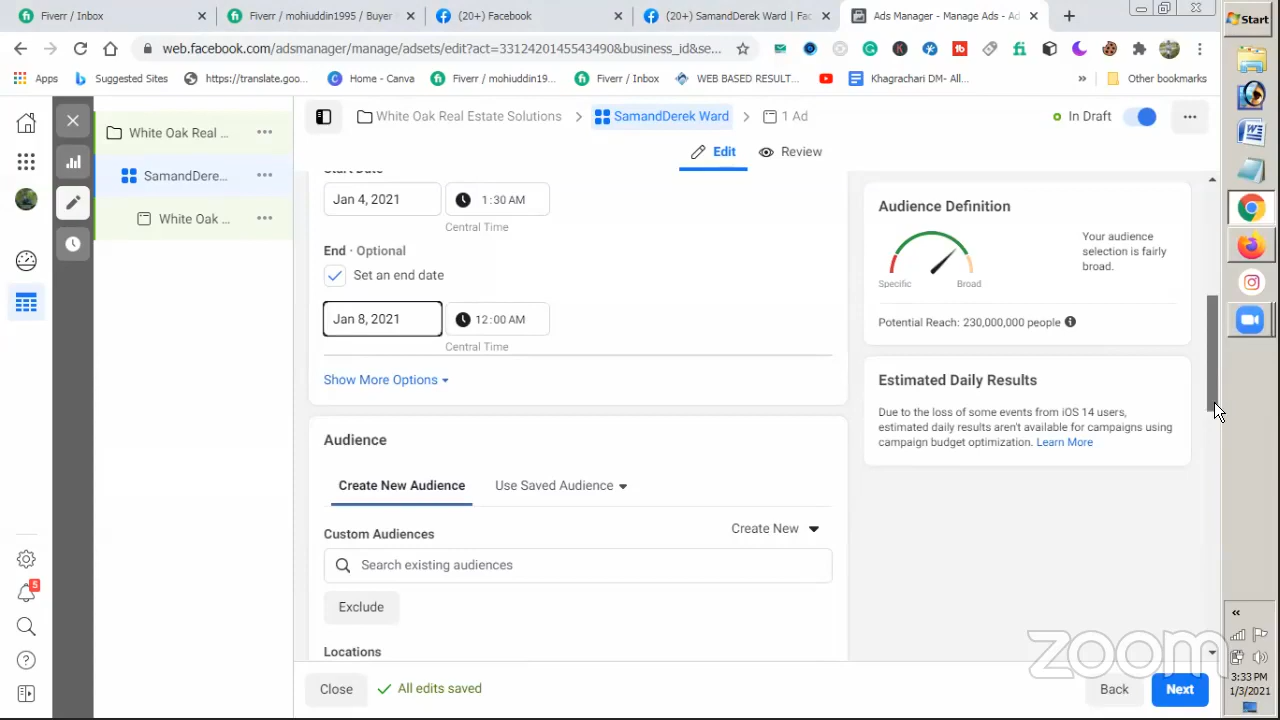 Fiverr / Inbox
Fiverr / mohiuddin1995 / Buyer
(20+) Facebook
(20+) SamandDerek Ward | Fac
Ads Manager - Manage Ads - Ad
web.facebook.com/adsmanager/manage/adsets/edit?act=3312420145543490&business_id&se...
Start
Apps
Suggested Sites
https://translate.goo...
Home - Canva
Fiverr / mohiuddin19...
Fiverr / Inbox
WEB BASED RESULT...
Khagrachari DM- All...
Other bookmarks
White Oak Real Estate Solutions
SamandDerek Ward
1 Ad
In Draft
White Oak Real ...
Edit
Review
SamandDere...
White Oak ...
Start Date
Jan 4, 2021
1:30 AM
Central Time
End · Optional
Set an end date
Jan 8, 2021
12:00 AM
Central Time
Show More Options
Audience Definition
Your audience
selection is fairly
broad.
Specific
Broad
Potential Reach: 230,000,000 people
Estimated Daily Results
Due to the loss of some events from iOS 14 users,
estimated daily results aren't available for campaigns using
campaign budget optimization. Learn More
Audience
Create New Audience
Use Saved Audience
Custom Audiences
Create New
Search existing audiences
Exclude
Locations
5
zoom
Close
All edits saved
Back
Next
3:33 PM
1/3/2021